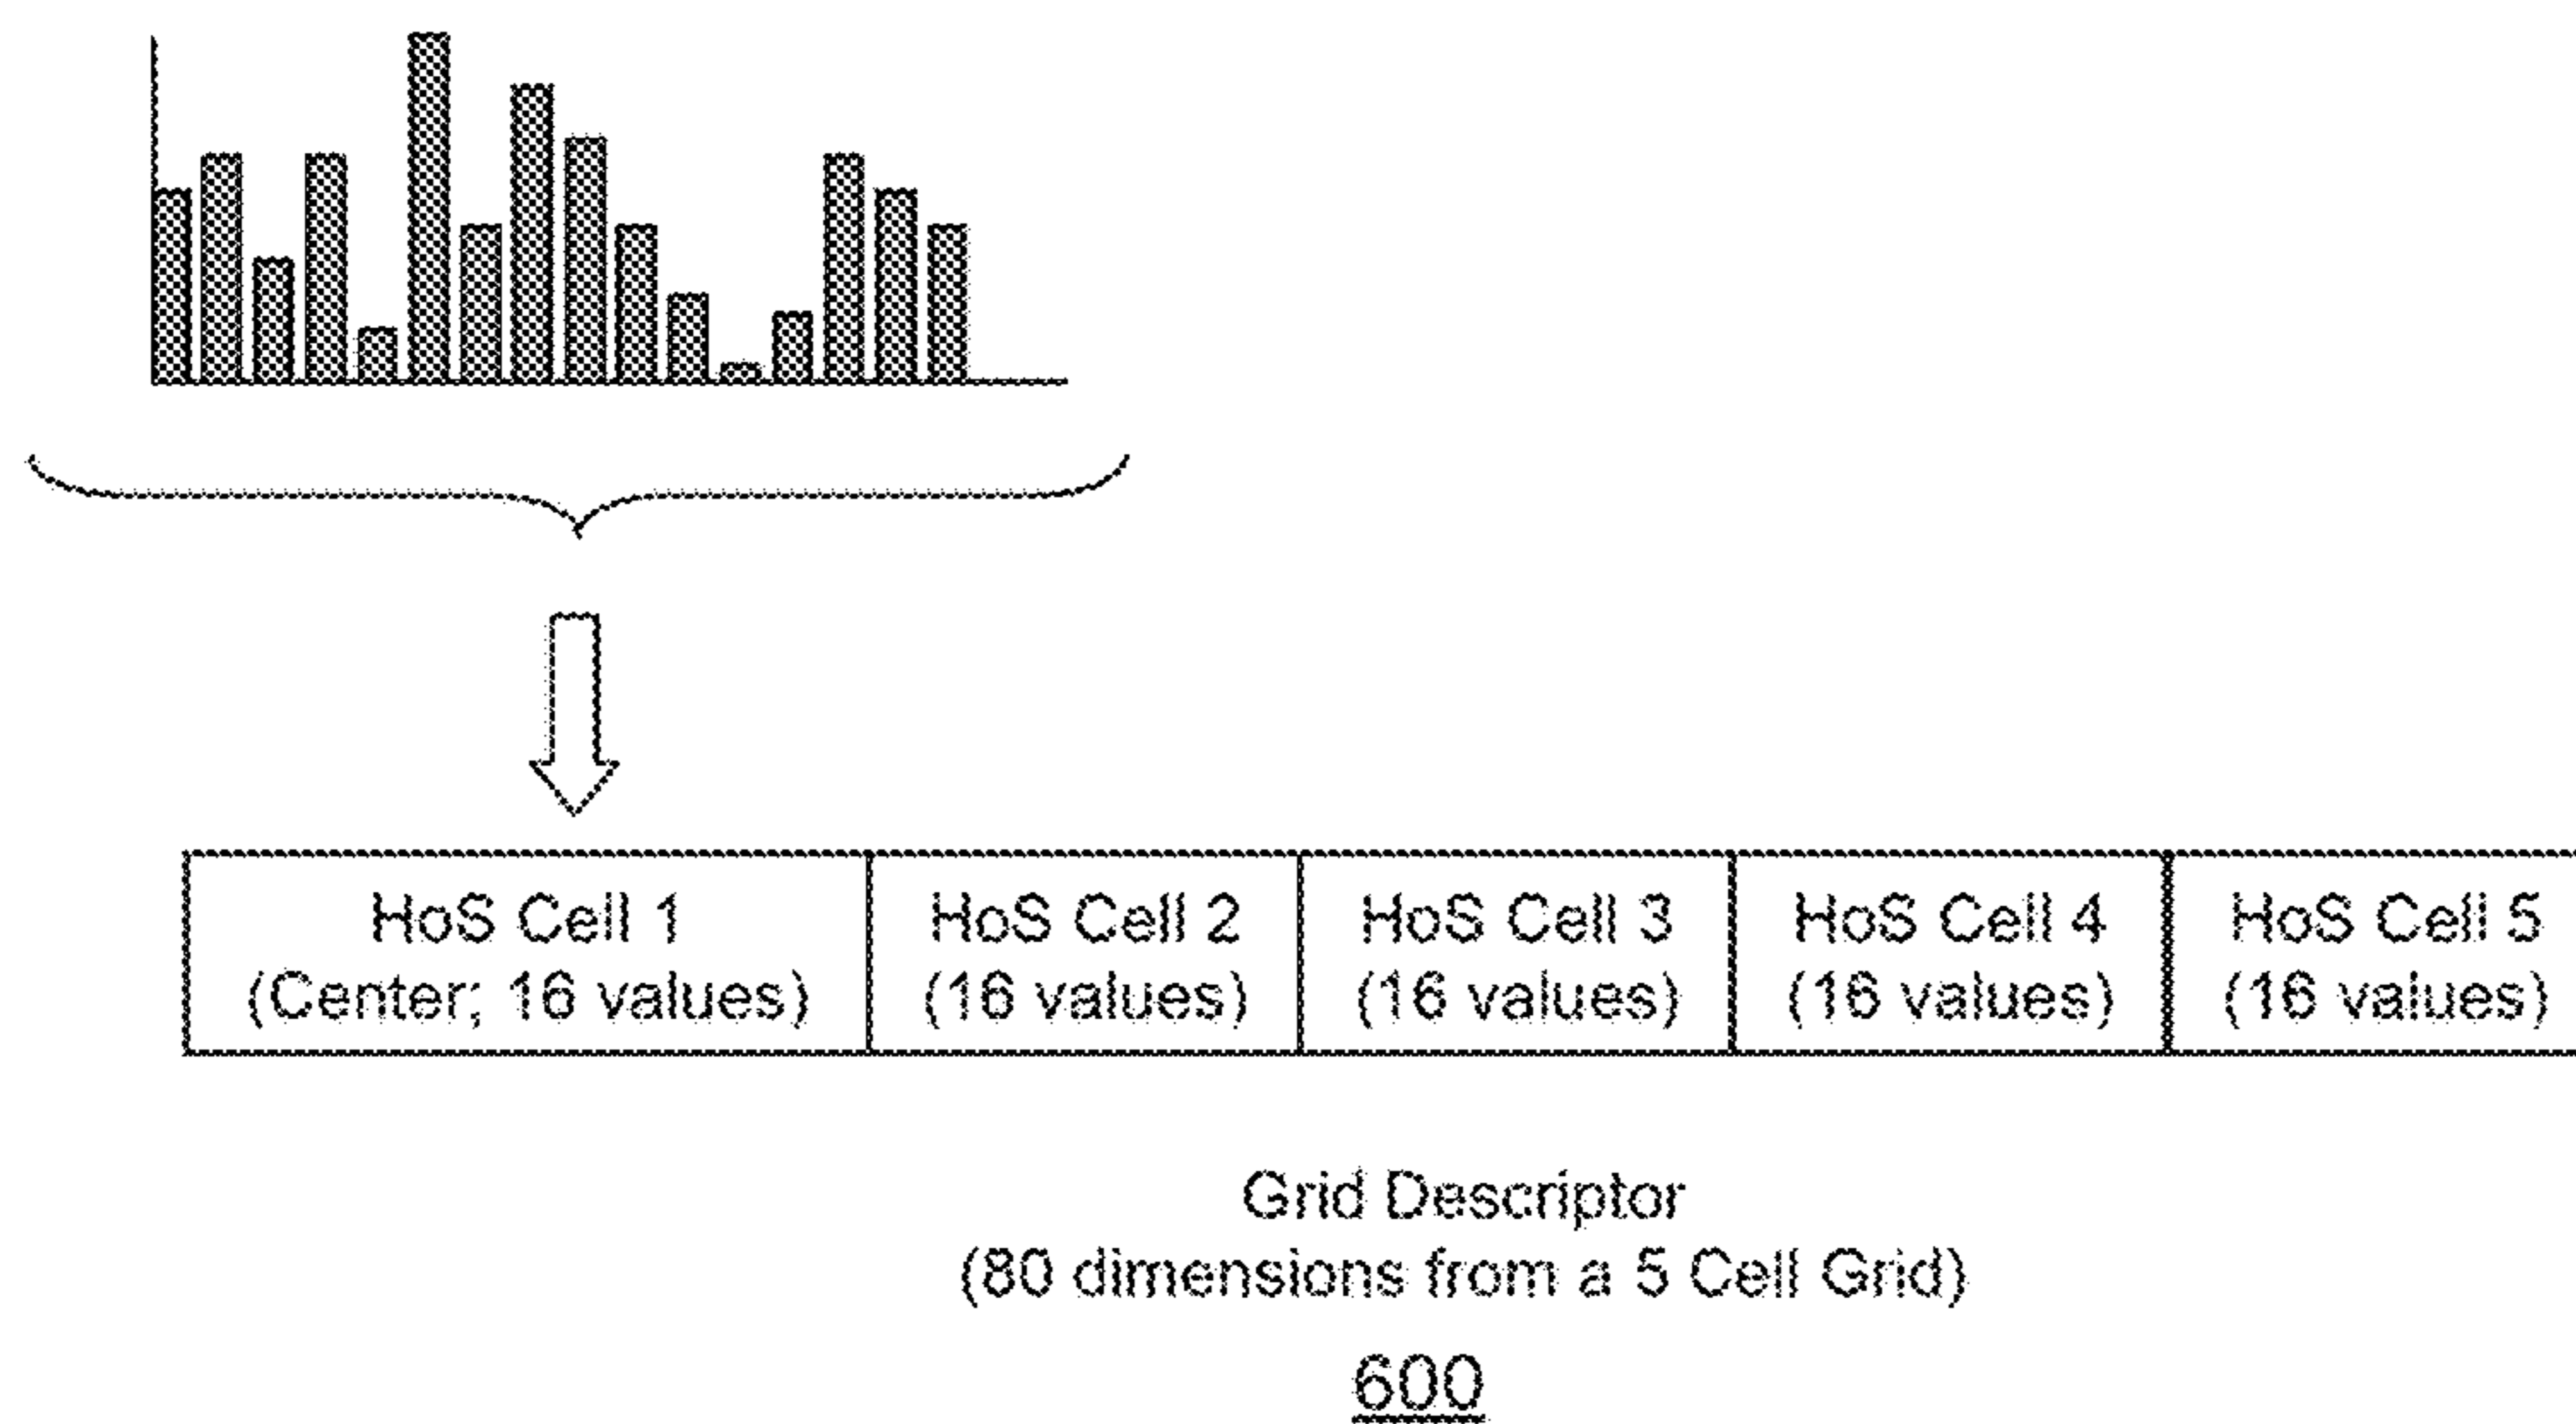 HoS Cell 1
(Center; 16 values)
HoS Cell 2
(16 values)
HoS Cell 3
(16 values)
HoS Cell 4
(16 values)
HoS Cell 5
(16 values)
Grid Descriptor
(80 dimensions from a 5 Cell Grid)
600